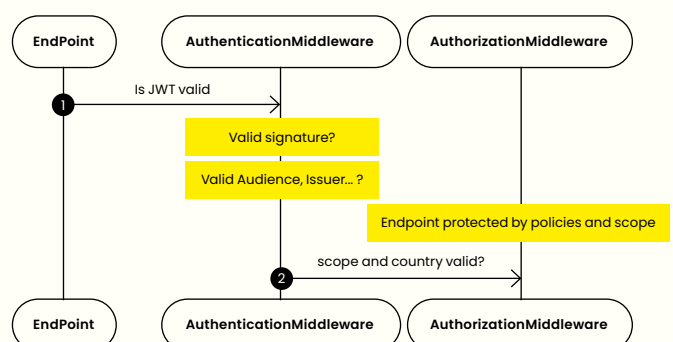 EndPoint
AuthenticationMiddleware
AuthorizationMiddleware
Is JWT valid
1
Valid signature?
Valid Audience, Issuer... ?
Endpoint protected by policies and scope
scope and country valid?
2
EndPoint
AuthenticationMiddleware
AuthorizationMiddleware